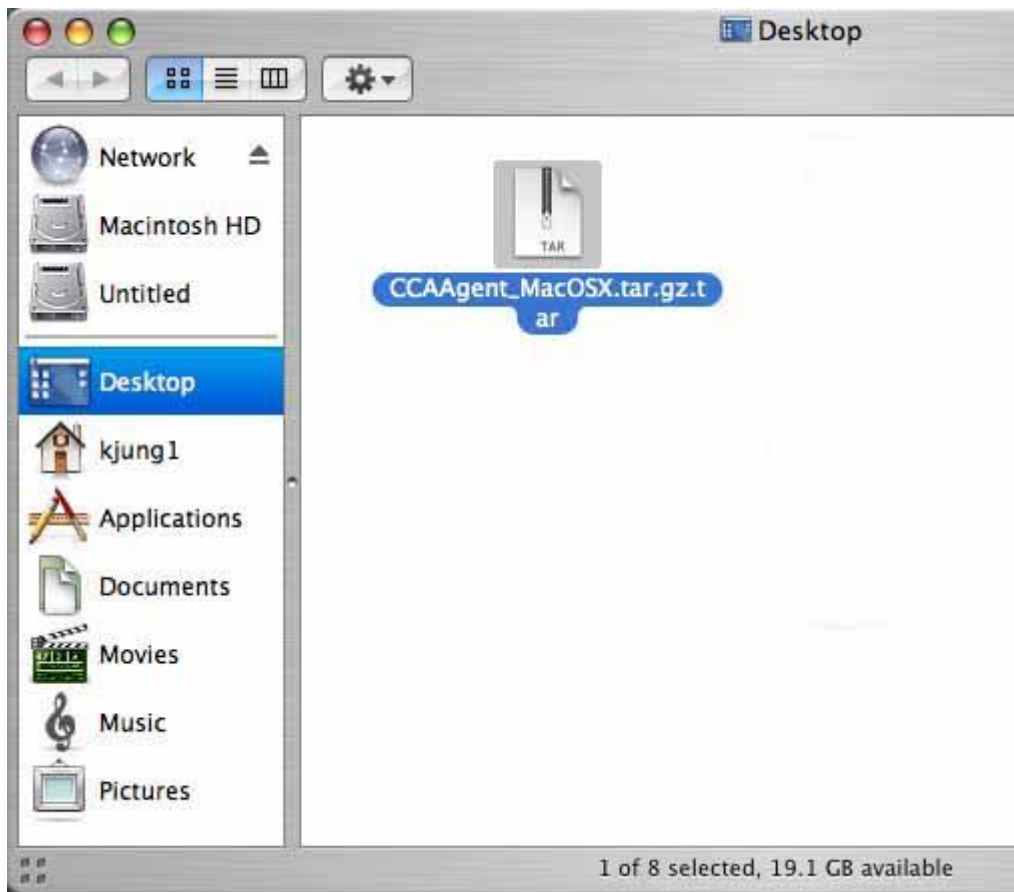 Desktop
Network
Macintosh HD
Untitled
Desktop
kjung1
Applications
Documents
Movies
Music
Pictures
TAR
CCAAgent_MacOSX.tar.gz.t
ar
1 of 8 selected, 19.1 GB available